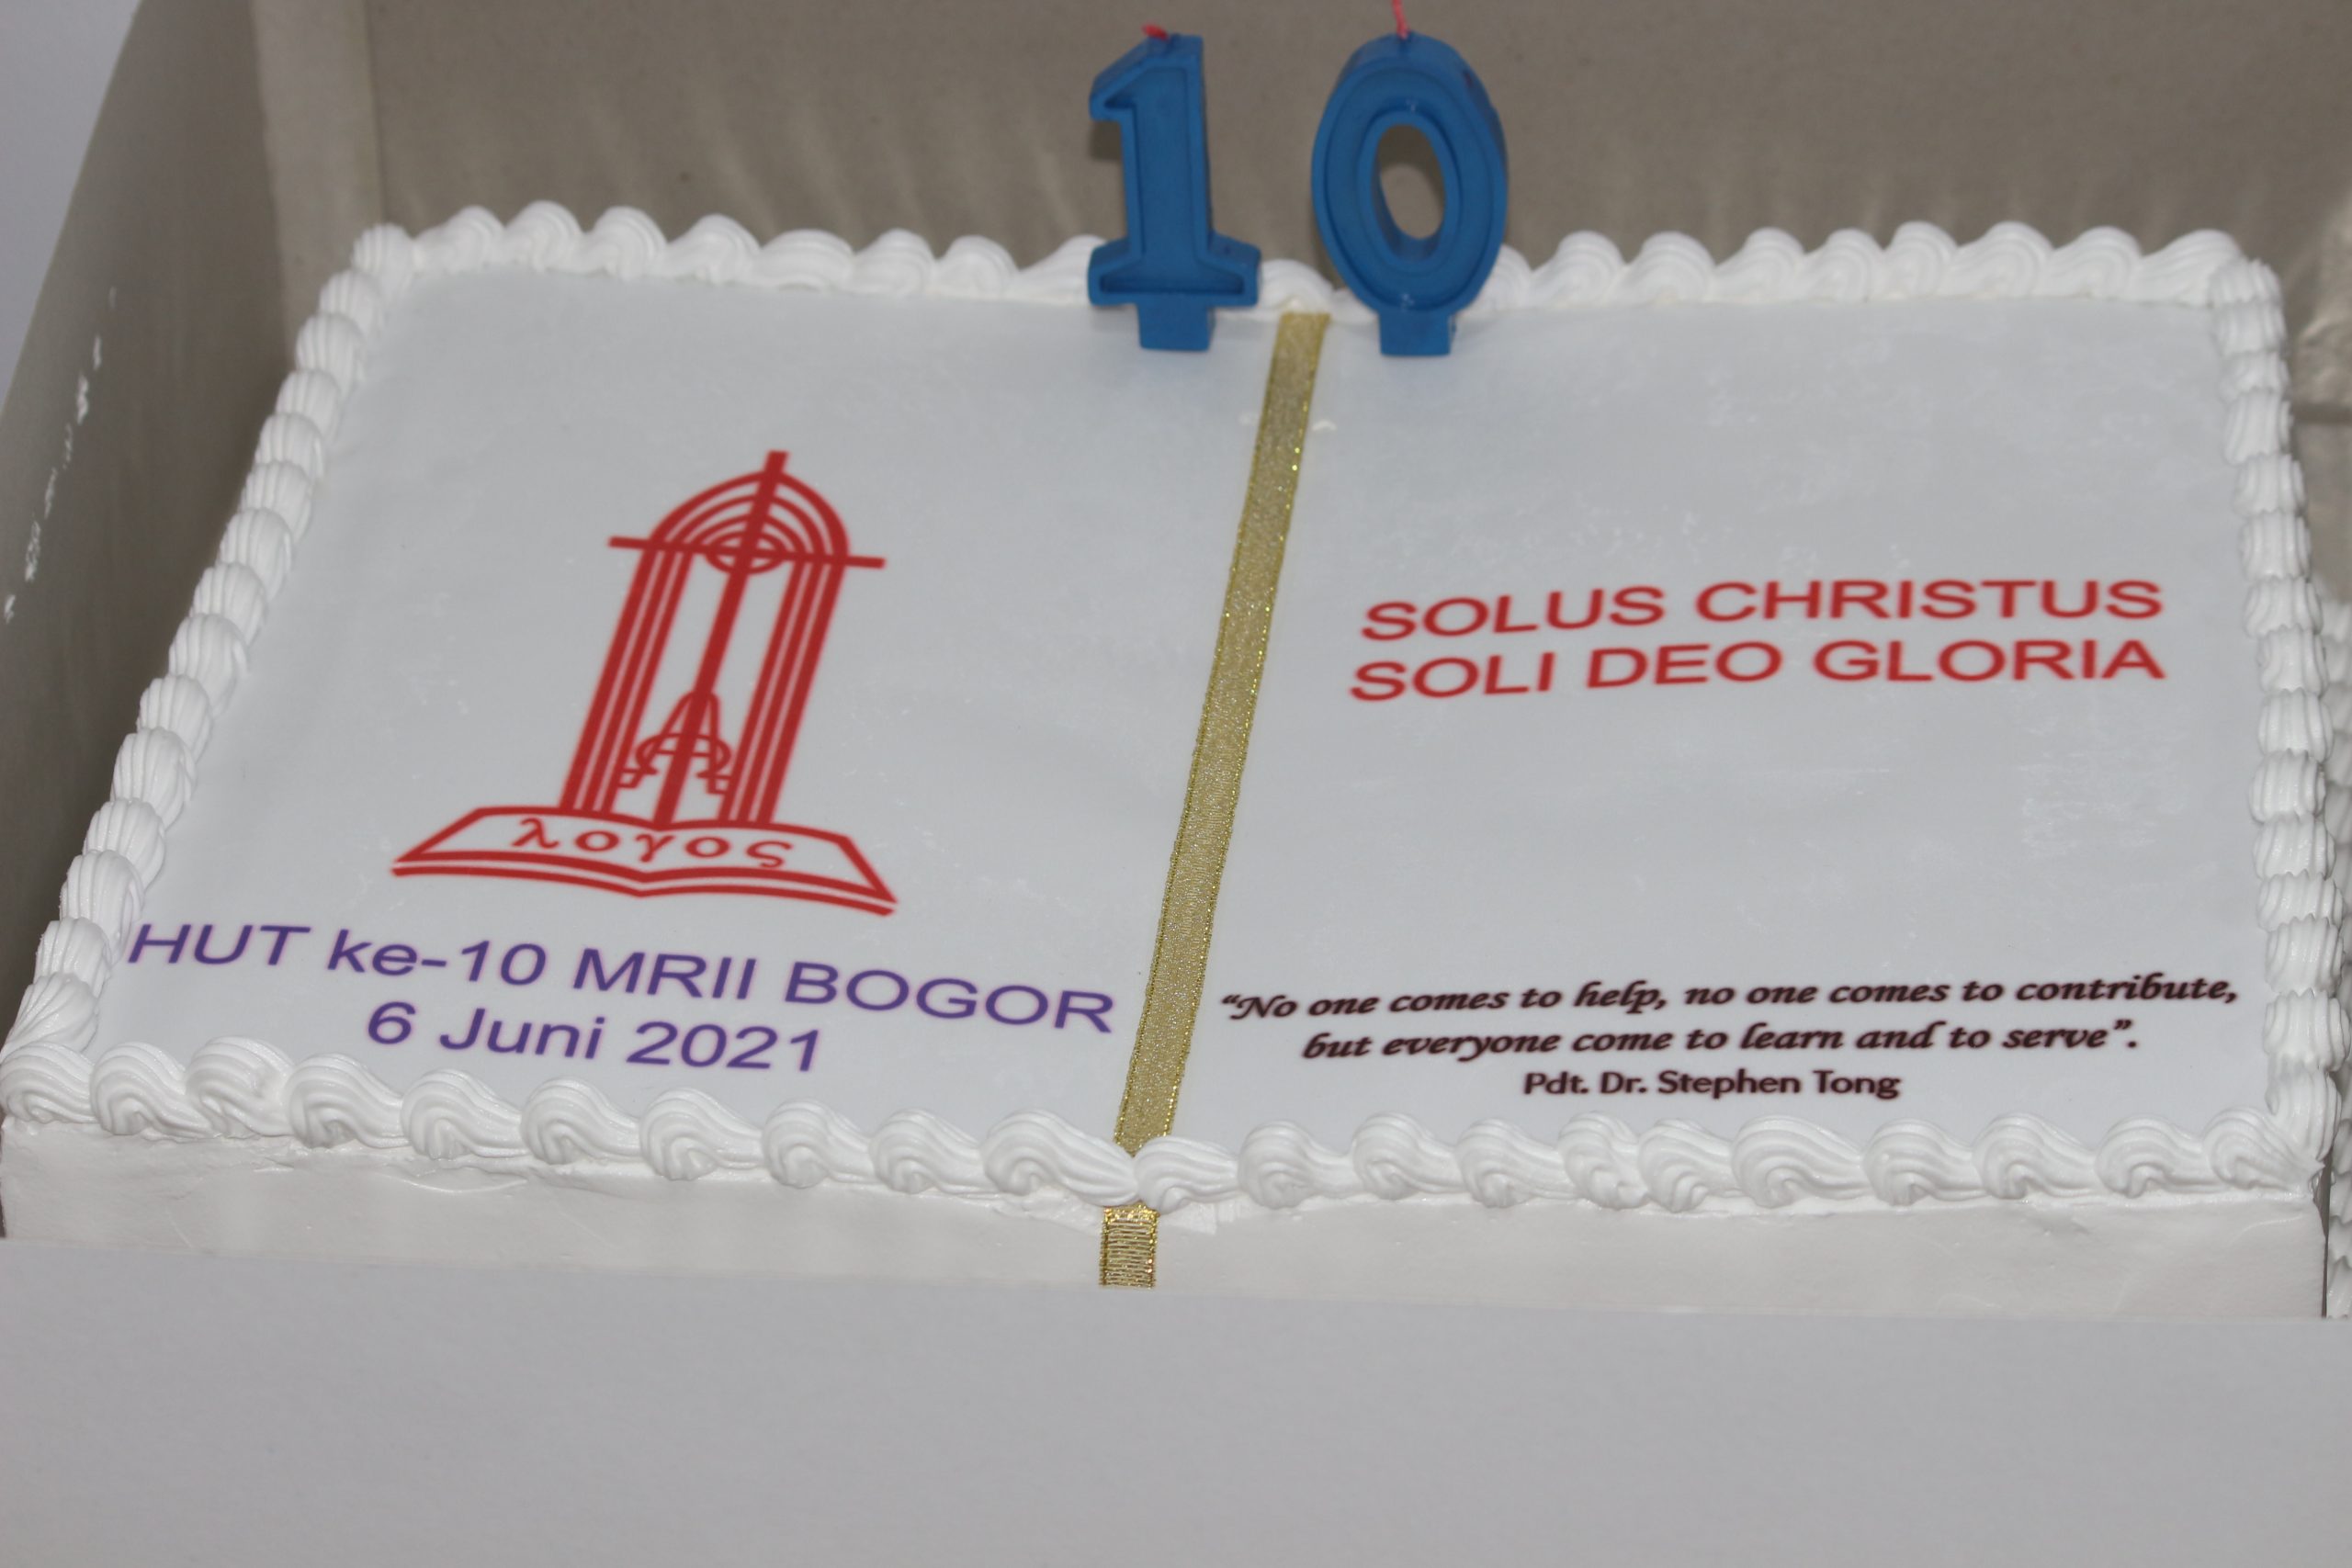 10
λογος
HUT ke-10 MRII BOGOR
6 Juni 2021
SOLUS CHRISTUS
SOLI DEO GLORIA
“No one comes to help, no one comes to contribute,
but everyone come to learn and to serve”.
Pdt. Dr. Stephen Tong